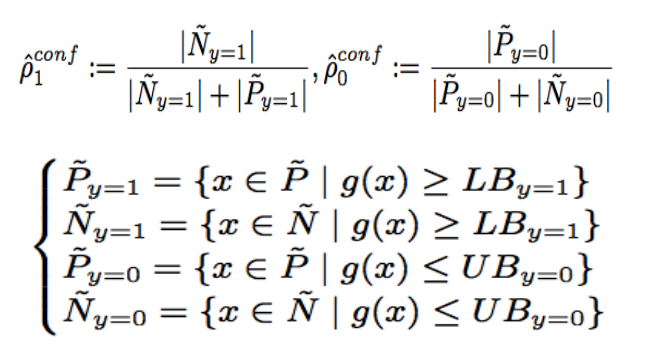 ρ̂₁^{conf} := |Ñ_{y=1}| / (|Ñ_{y=1}| + |P̃_{y=1}|), ρ̂₀^{conf} := |P̃_{y=0}| / (|P̃_{y=0}| + |Ñ_{y=0}|)
P̃_{y=1} = {x ∈ P̃ | g(x) ≥ LB_{y=1}}
Ñ_{y=1} = {x ∈ Ñ | g(x) ≥ LB_{y=1}}
P̃_{y=0} = {x ∈ P̃ | g(x) ≤ UB_{y=0}}
Ñ_{y=0} = {x ∈ Ñ | g(x) ≤ UB_{y=0}}